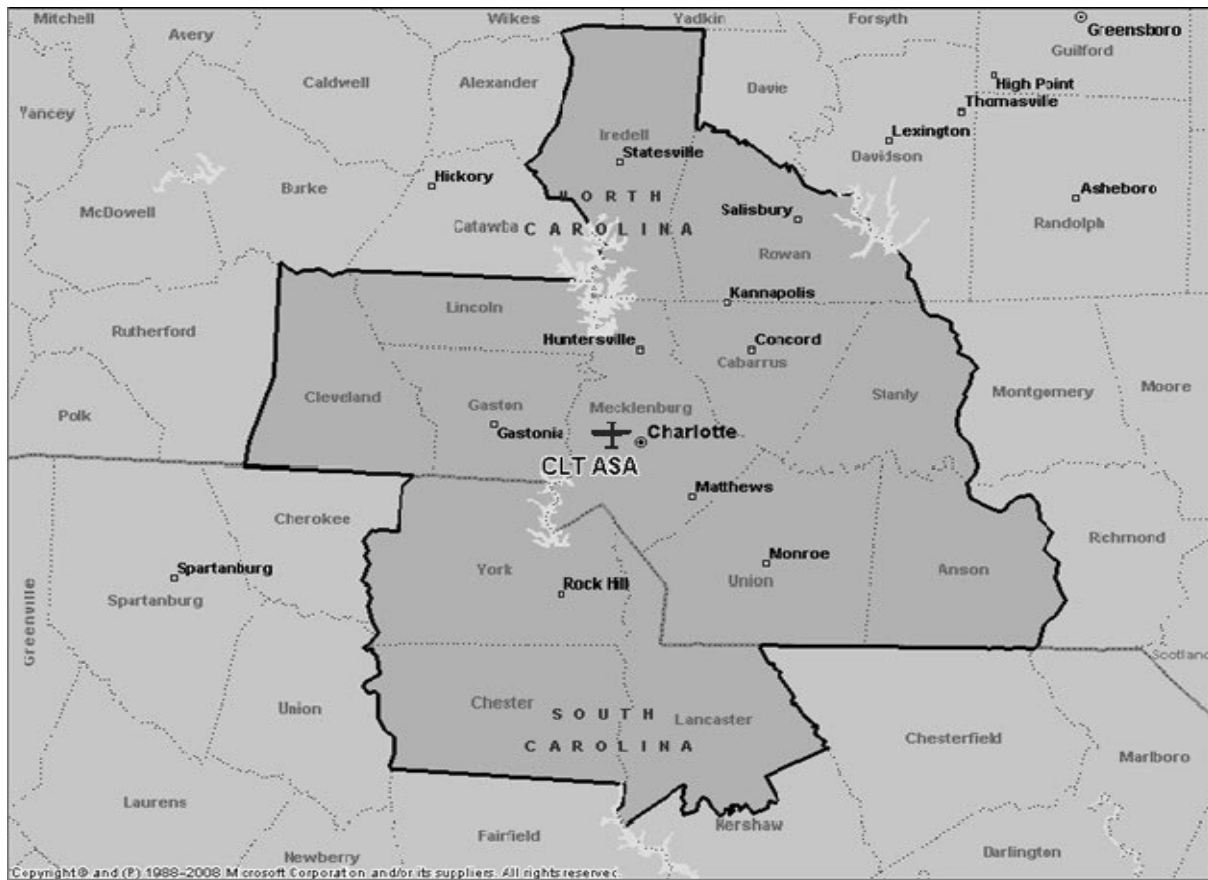 Mitchell
Wilkes
Yadkin
Forsyth
Greensboro
Avery
Guilford
Caldwell
Alexander
Davie
High Point
Yancey
Thomasville
Iredell
Lexington
Statesville
Davidson
Hickory
Burke
NORTH
Asheboro
McDowell
Salisbury
Catawba
CAROLINA
Randolph
Rowan
Kannapolis
Lincoln
Rutherford
Huntersville
Concord
Cabarrus
Montgomery
Moore
Cleveland
Gaston
Mecklenburg
Stanly
Polk
Gastonia
Charlotte
CLT ASA
Matthews
Cherokee
Richmond
Monroe
Spartanburg
York
Rock Hill
Union
Anson
Spartanburg
Greenville
Scotland
Chester
Union
SOUTH
Lancaster
CAROLINA
Chesterfield
Marlboro
Laurens
Kershaw
Fairfield
Newberry
Darlington
Copyright © and (P) 1988–2008 Microsoft Corporation and/or its suppliers. All rights reserved.